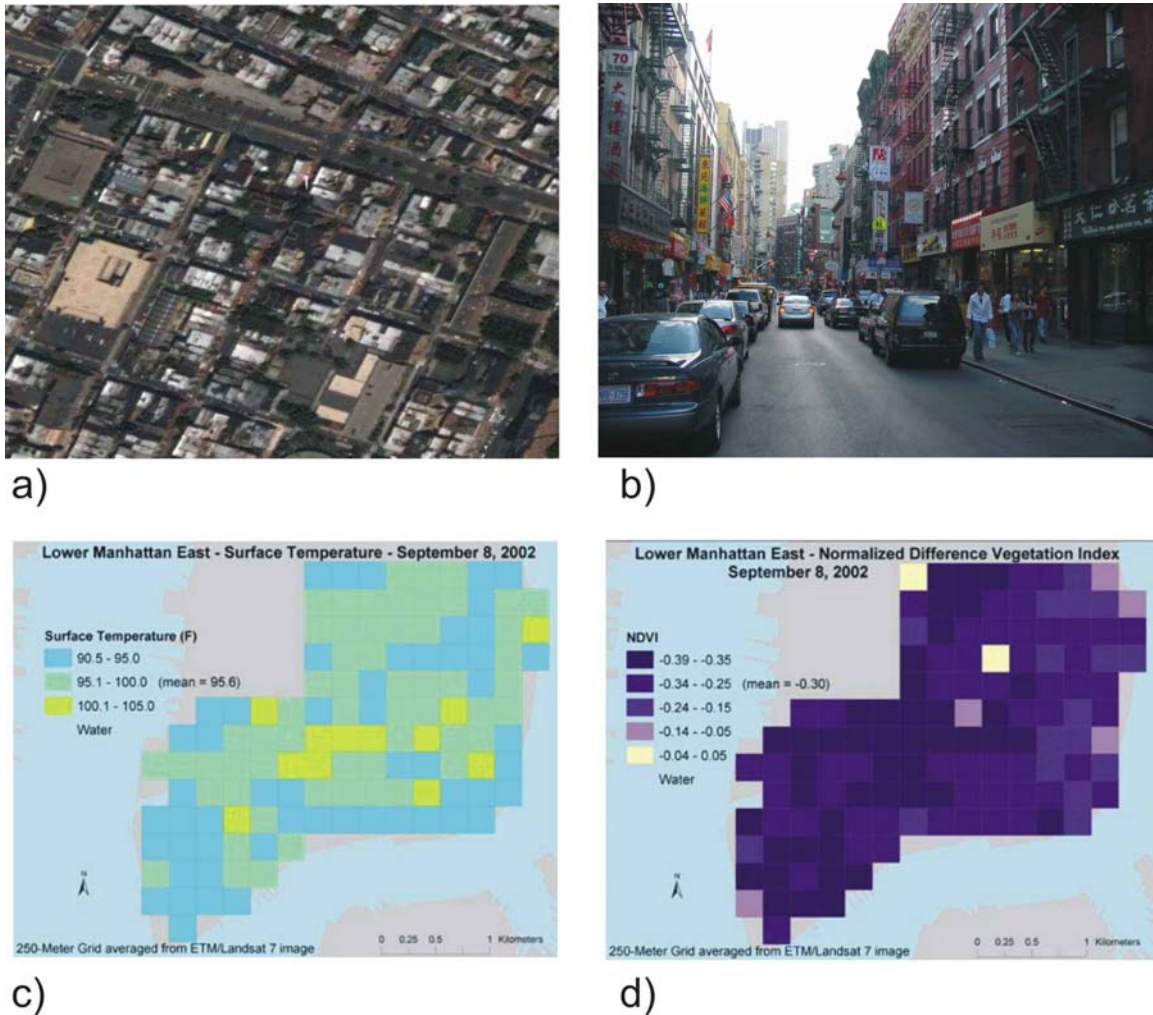 a)
70
b)
Lower Manhattan East - Surface Temperature - September 8, 2002
Surface Temperature (F)
90.5 - 95.0
95.1 - 100.0 (mean = 95.6)
100.1 - 105.0
Water
N
0 0.25 0.5 1 Kilometers
250-Meter Grid averaged from ETM/Landsat 7 image
c)
Lower Manhattan East - Normalized Difference Vegetation Index
September 8, 2002
NDVI
-0.39 - -0.35
-0.34 - -0.25 (mean = -0.30)
-0.24 - -0.15
-0.14 - -0.05
-0.04 - 0.05
Water
N
0 0.25 0.5 1 Kilometers
250-Meter Grid averaged from ETM/Landsat 7 image
d)